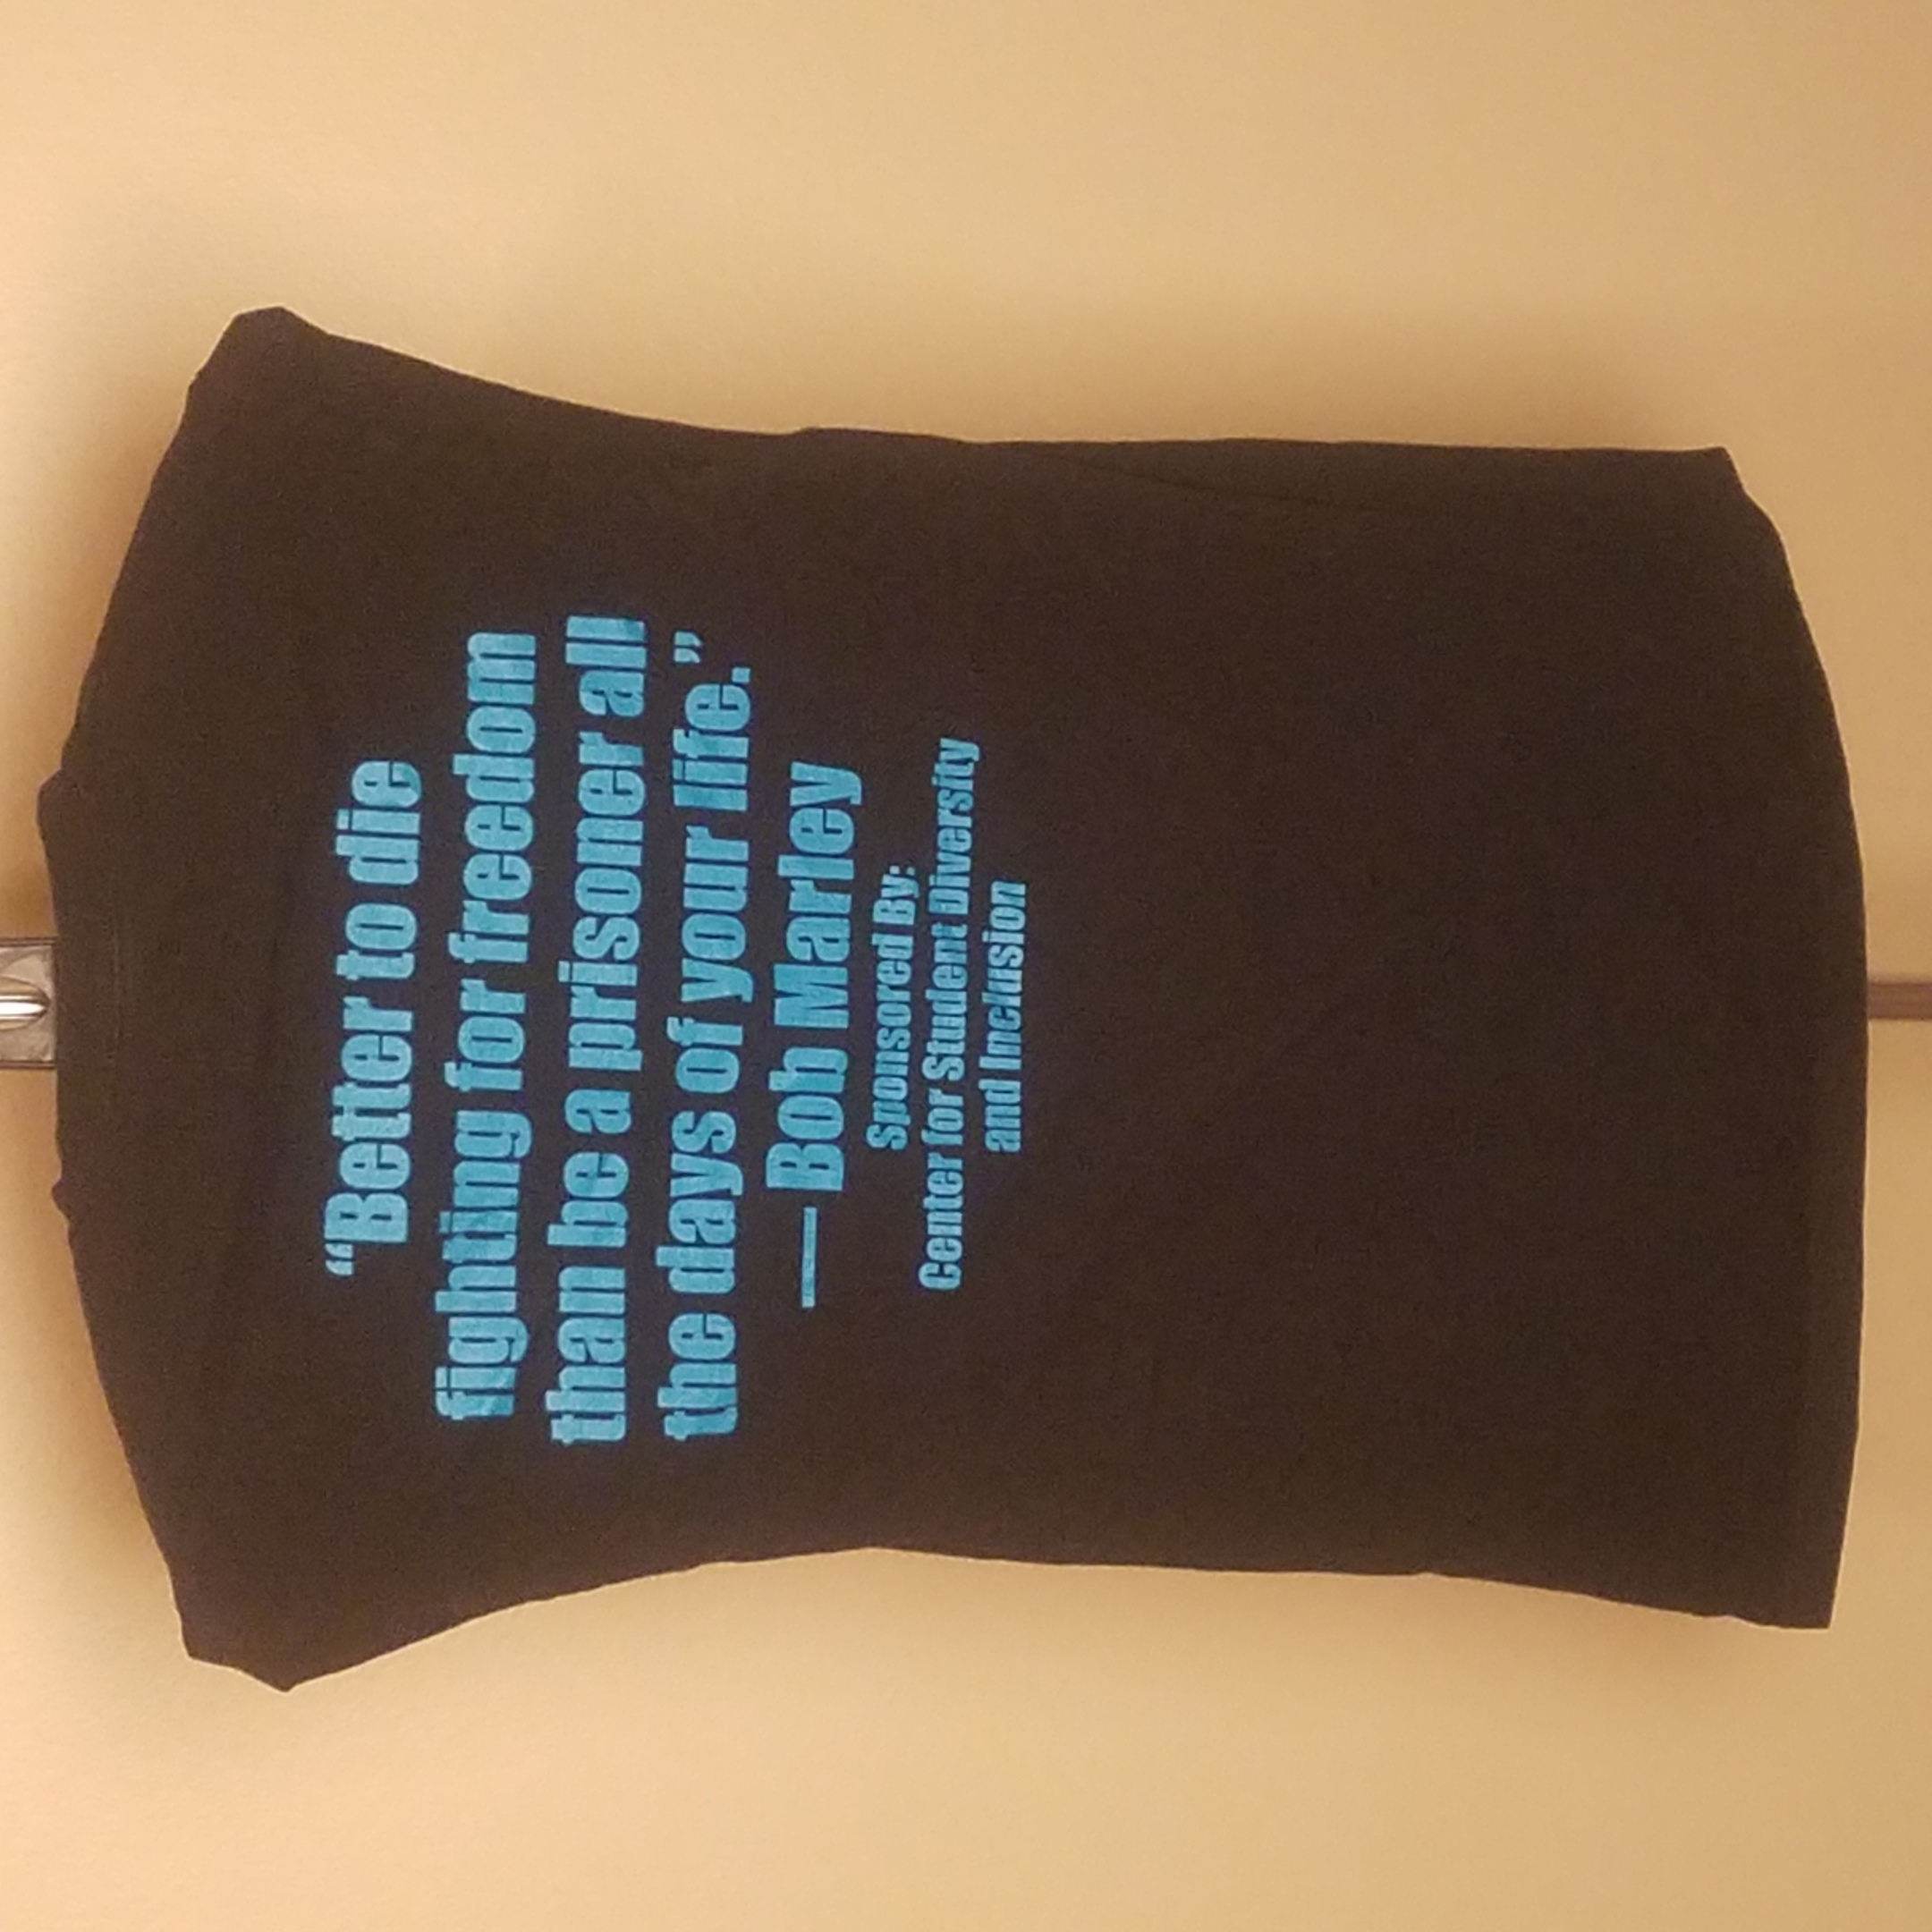 “Better to die
fighting for freedom
than be a prisoner all
the days of your life.”
— Bob Marley
Sponsored By:
Center for Student Diversity
and Inclusion